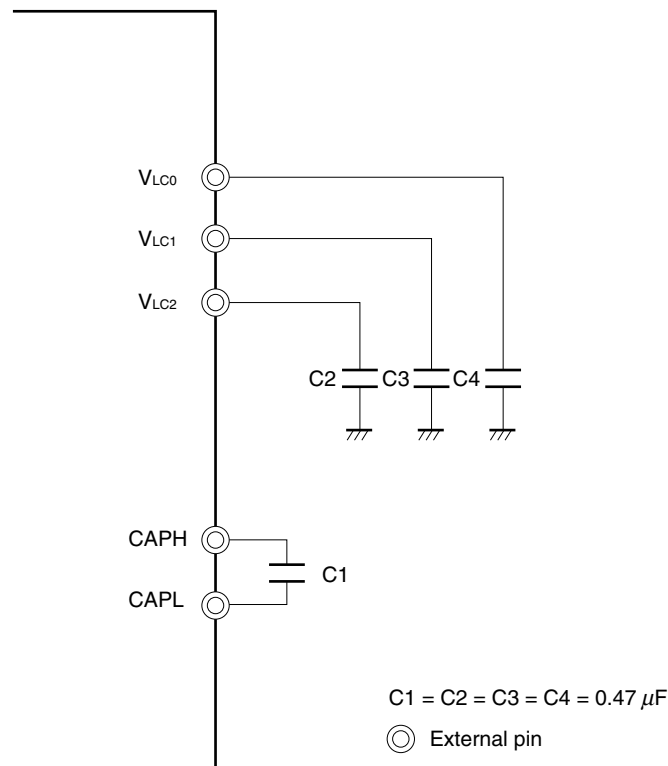 VLC0
VLC1
VLC2
C2 C3 C4
CAPH
C1
CAPL
C1 = C2 = C3 = C4 = 0.47 μF
External pin